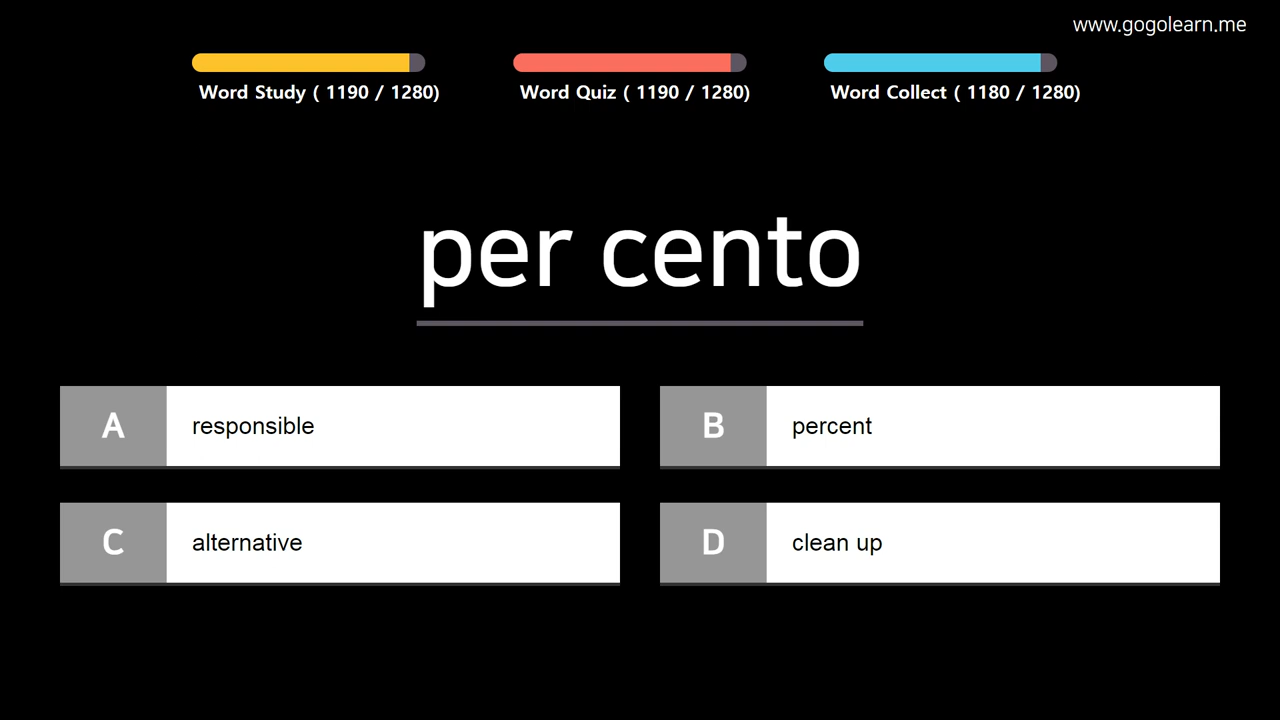 www.gogolearn.me
Word Study ( 1190 / 1280)
Word Quiz ( 1190 / 1280)
Word Collect ( 1180 / 1280)
per cento
A responsible
B percent
C alternative
D clean up